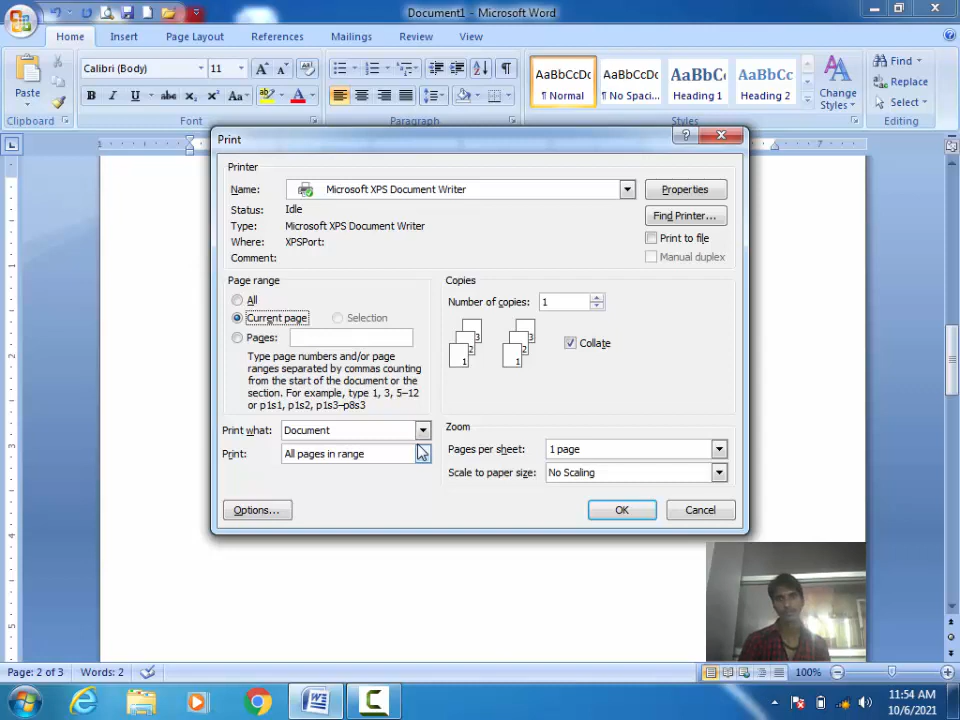 Document1 - Microsoft Word
Home Insert Page Layout References Mailings Review View
Calibri (Body) 11 AaBbCcDc AaBbCcDc AaBbCc AaBbCc Find
Paste B I U abc x₂ x² Aa A ¶ Normal ¶ No Spaci... Heading 1 Heading 2 Change Styles Replace
Select
Clipboard Font Paragraph Styles Editing
Print
Printer
Name: Microsoft XPS Document Writer Properties
Status: Idle Find Printer...
Type: Microsoft XPS Document Writer
Where: XPSPort: Print to file
Comment: Manual duplex
Page range Copies
All Number of copies: 1
Current page Selection
Pages: Collate
Type page numbers and/or page
ranges separated by commas counting
from the start of the document or the
section. For example, type 1, 3, 5–12
or p1s1, p1s2, p1s3–p8s3
Print what: Document Zoom
Print: All pages in range Pages per sheet: 1 page
Scale to paper size: No Scaling
Options... OK Cancel
Page: 2 of 3 Words: 2 100%
11:54 AM
10/6/2021